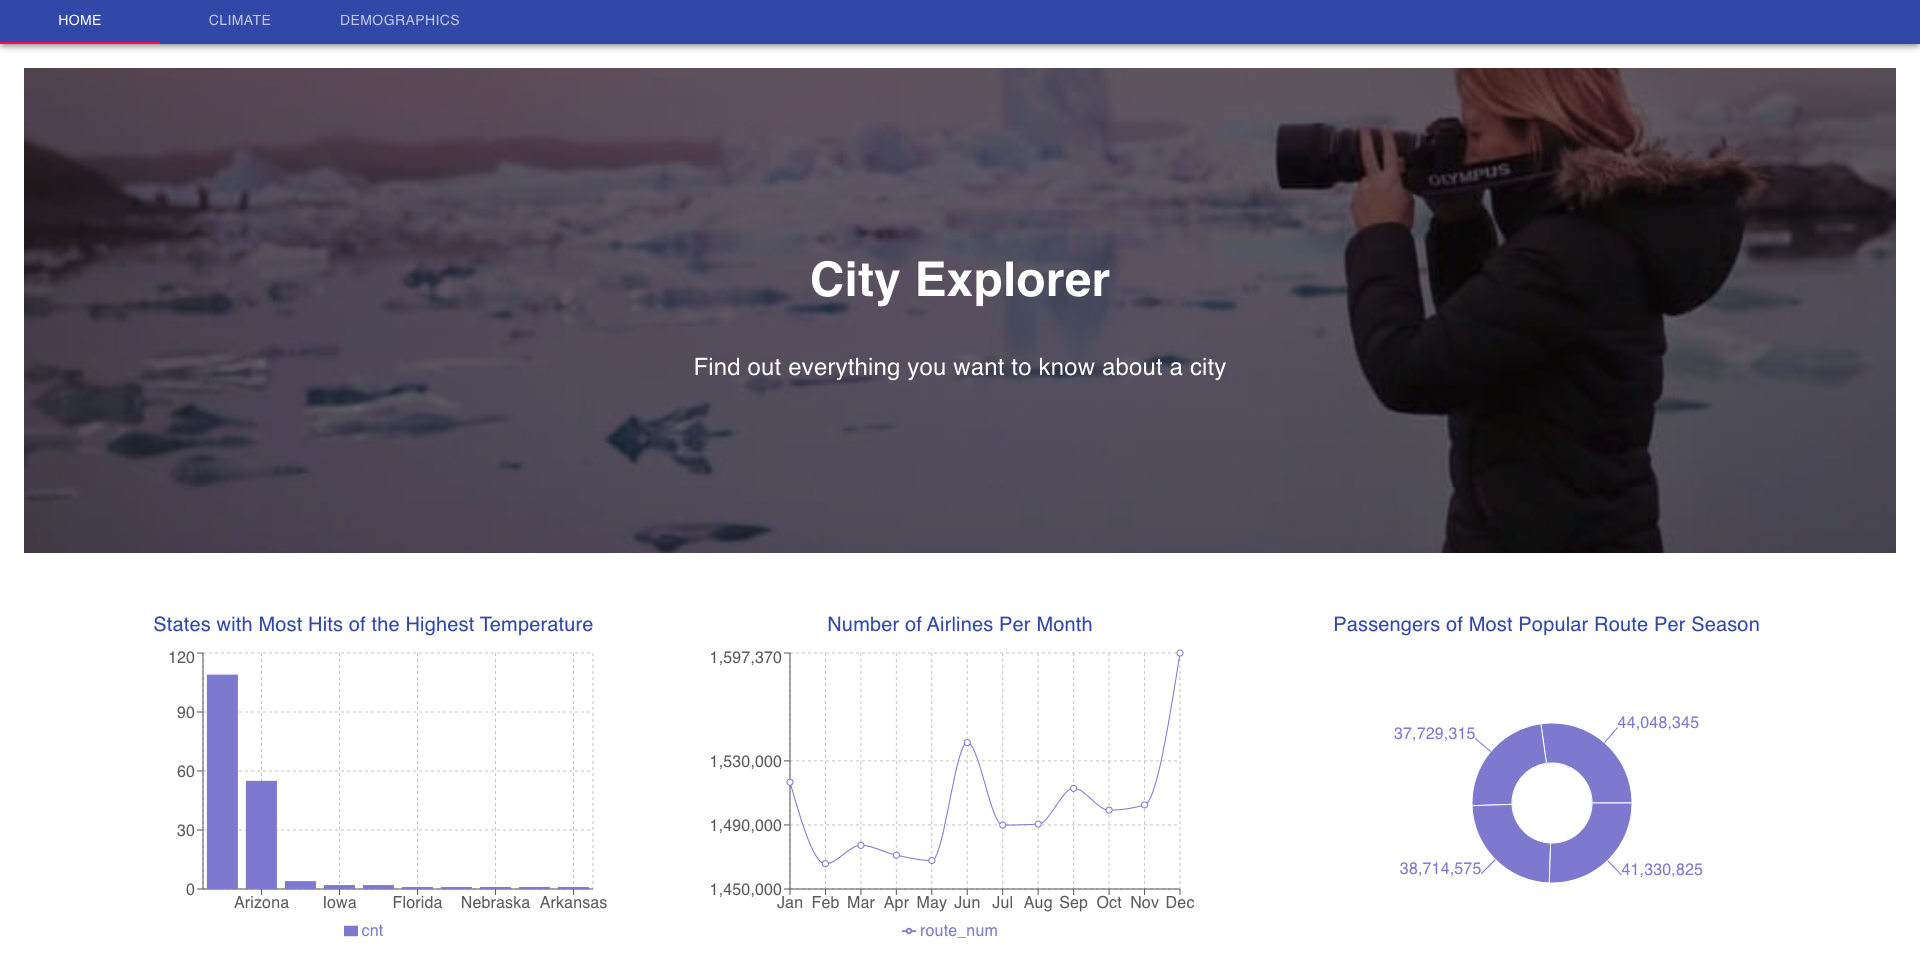 HOME CLIMATE DEMOGRAPHICS
OLYMPUS
City Explorer
Find out everything you want to know about a city
States with Most Hits of the Highest Temperature
120
90
60
30
0
Arizona Iowa Florida Nebraska Arkansas
cnt
Number of Airlines Per Month
1,597,370
1,530,000
1,490,000
1,450,000
Jan Feb Mar Apr May Jun Jul Aug Sep Oct Nov Dec
route_num
Passengers of Most Popular Route Per Season
37,729,315 44,048,345
38,714,575 41,330,825